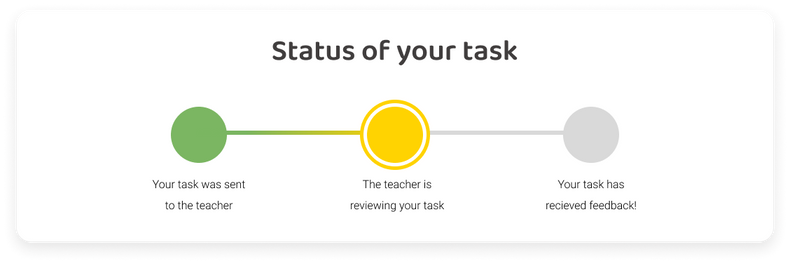 Status of your task
Your task was sent
to the teacher
The teacher is
reviewing your task
Your task has
recieved feedback!